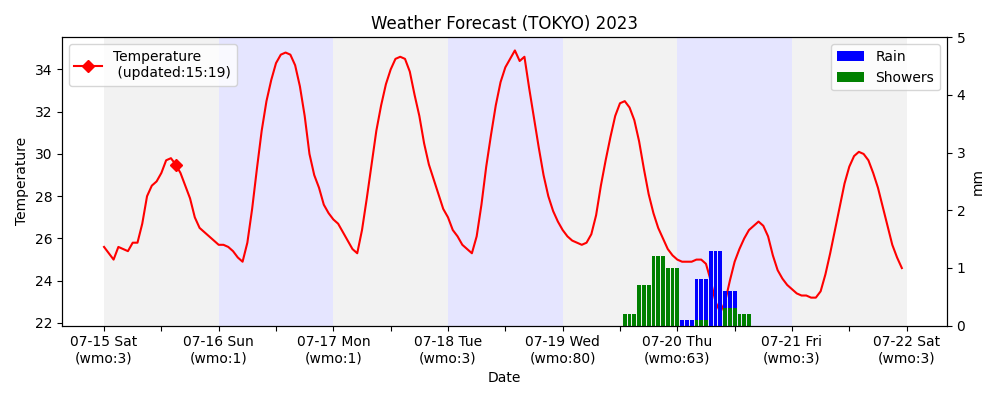 Weather Forecast (TOKYO) 2023
Temperature
(updated:15:19)
Rain
Showers
Temperature
34
32
30
28
26
24
22
5
4
3
2
1
0
mm
07-15 Sat
(wmo:3)
07-16 Sun
(wmo:1)
07-17 Mon
(wmo:1)
07-18 Tue
(wmo:3)
07-19 Wed
(wmo:80)
07-20 Thu
(wmo:63)
07-21 Fri
(wmo:3)
07-22 Sat
(wmo:3)
Date